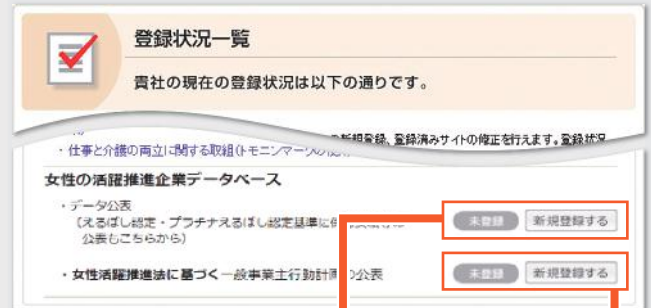 登録状況一覧
貴社の現在の登録状況は以下の通りです。
新規登録、登録済みサイトの修正を行えます。登録状況
・仕事と介護の両立に関する取組(トモニンマークの
女性の活躍推進企業データベース
・データ公表
(えるぼし認定・プラチナえるぼし認定基準に
公表もこちらから)
未登録 新規登録する
・女性活躍推進法に基づく一般事業主行動計画の公表
未登録 新規登録する